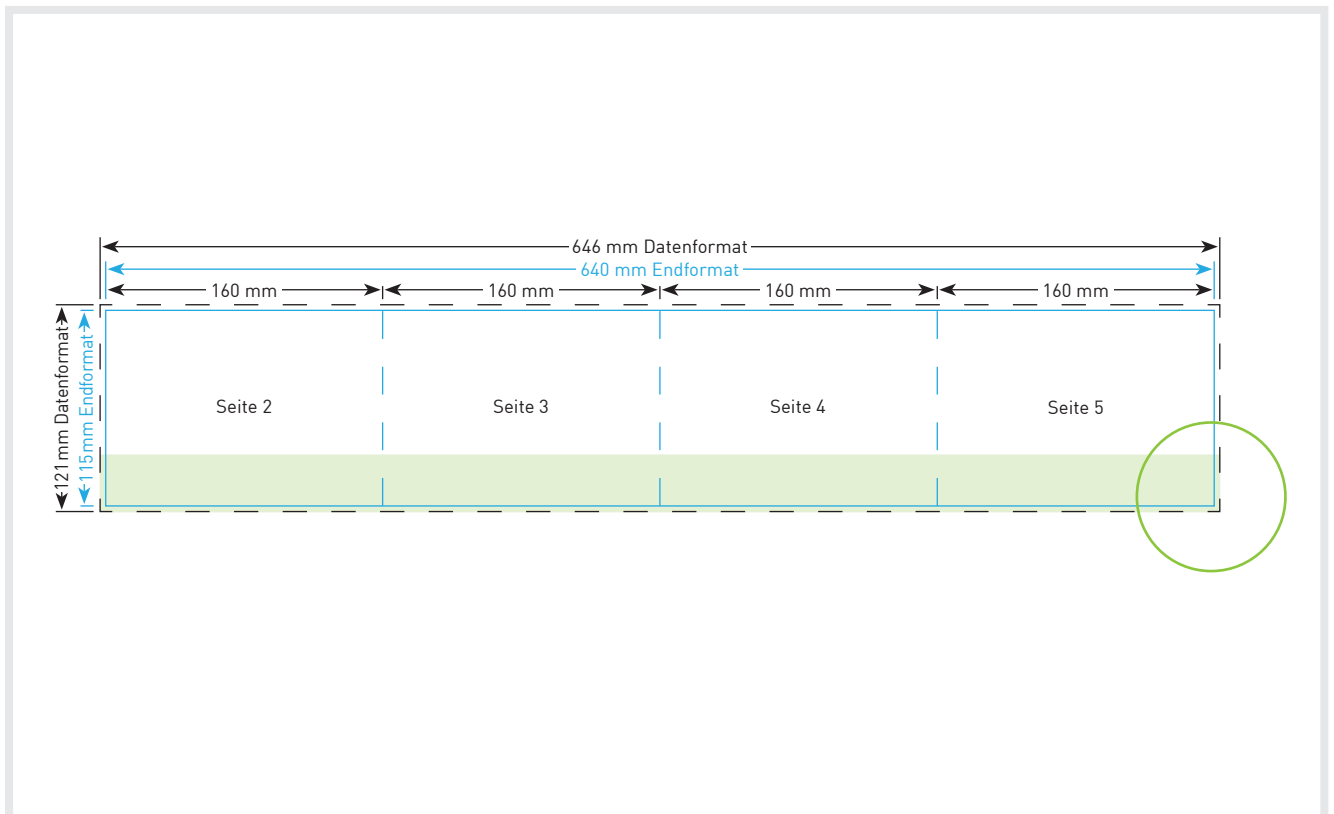 646 mm Datenformat
640 mm Endformat
160 mm
160 mm
160 mm
160 mm
121 mm Datenformat
115 mm Endformat
Seite 2
Seite 3
Seite 4
Seite 5